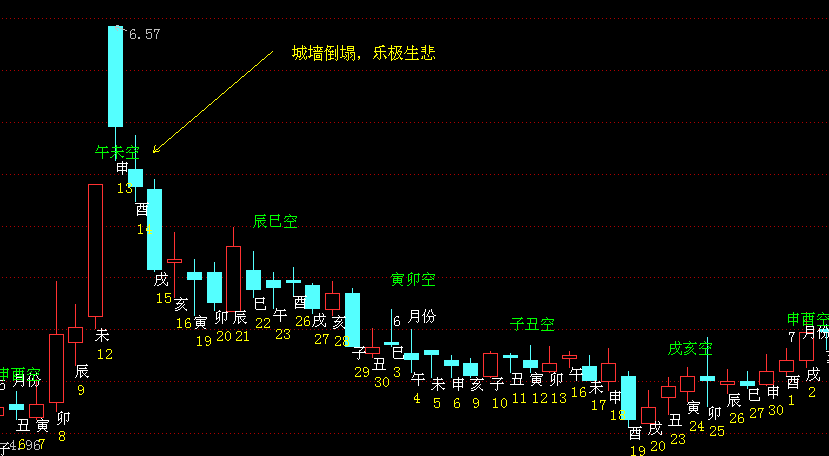 6.57
城墙倒塌，乐极生悲
午未空
申
13
酉
14
辰巳空
戌
15
亥
16
寅
19
卯
20
辰
21
巳
22
午
23
酉
26
戌
27
亥
28
寅卯空
6 月份
子丑空
申酉空
7 月份
戌亥空
未
12
子
29
丑
30
巳
3
午
4
未
5
申
6
亥
9
子
10
丑
11
寅
12
卯
13
午
16
未
17
申
18
酉
19
戌
20
丑
23
寅
24
卯
25
辰
26
巳
27
申
30
酉
1
戌
2
申酉空
月份
辰
9
卯
8
寅
7
丑
6
子
4.96